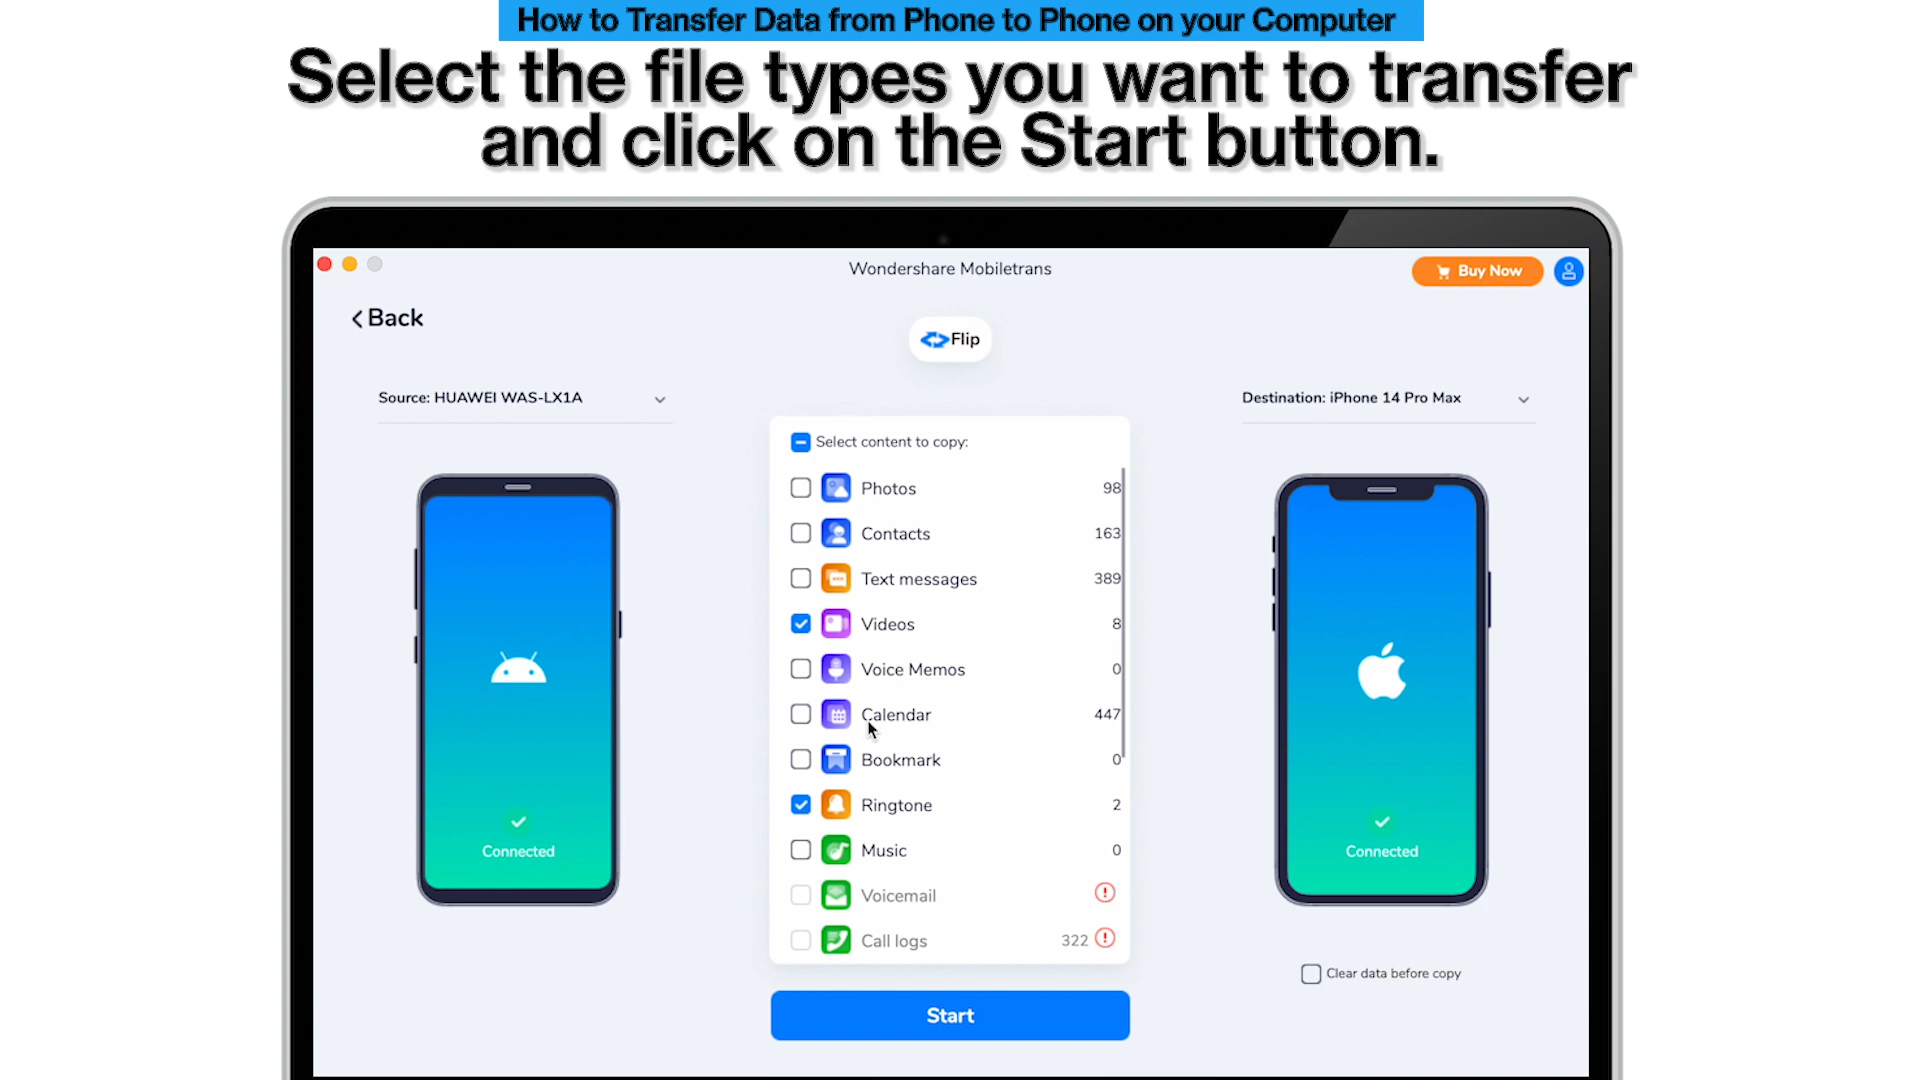 How to Transfer Data from Phone to Phone on your Computer
Select the file types you want to transfer
and click on the Start button.
Wondershare Mobiletrans
Buy Now
Back
Flip
Source: HUAWEI WAS-LX1A
Destination: iPhone 14 Pro Max
Select content to copy:
Photos 98
Contacts 163
Text messages 389
Videos 8
Voice Memos 0
Calendar 447
Bookmark 0
Ringtone 2
Music 0
Voicemail
Call logs 322
Connected
Connected
Clear data before copy
Start